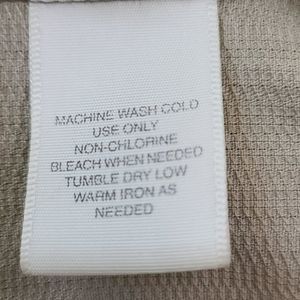 MACHINE WASH COLD
USE ONLY
NON-CHLORINE
BLEACH WHEN NEEDED
TUMBLE DRY LOW
WARM IRON AS
NEEDED